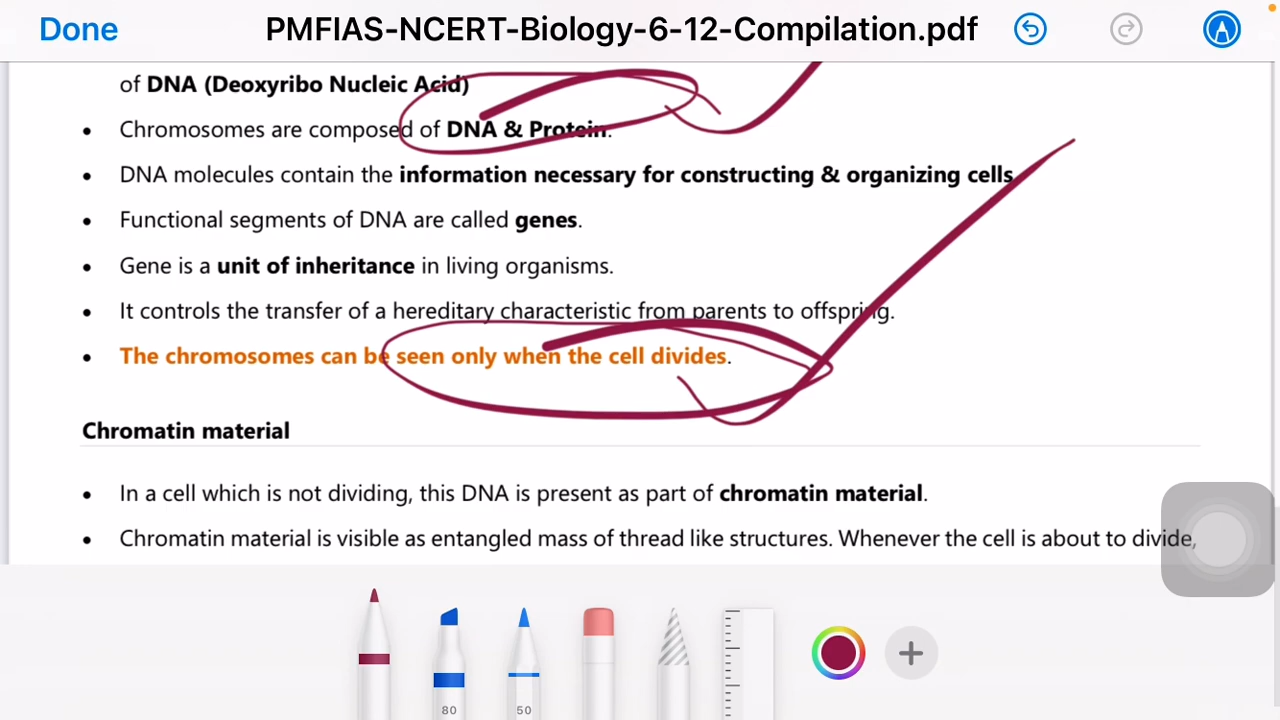 Done PMFIAS-NCERT-Biology-6-12-Compilation.pdf
of DNA (Deoxyribo Nucleic Acid)
• Chromosomes are composed of DNA & Protein.
• DNA molecules contain the information necessary for constructing & organizing cells.
• Functional segments of DNA are called genes.
• Gene is a unit of inheritance in living organisms.
• It controls the transfer of a hereditary characteristic from parents to offspring.
• The chromosomes can be seen only when the cell divides.
Chromatin material
• In a cell which is not dividing, this DNA is present as part of chromatin material.
• Chromatin material is visible as entangled mass of thread like structures. Whenever the cell is about to divide,
80 50